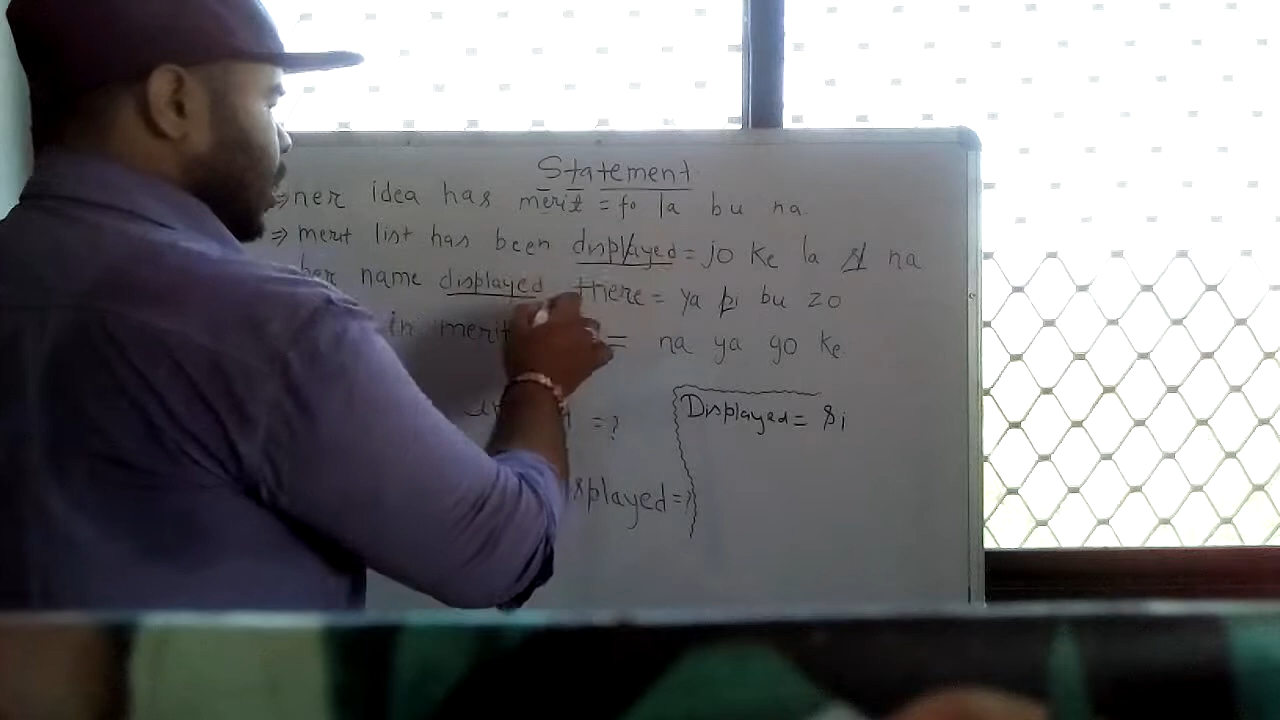 Statement
⇒ner idea has merit = fo la bu na
⇒ merit list has been displayed = jo ke la si na
her name displayed there = ya pi bu zo
in merit = na ya go ke
= ?
Displayed = si
splayed = ?